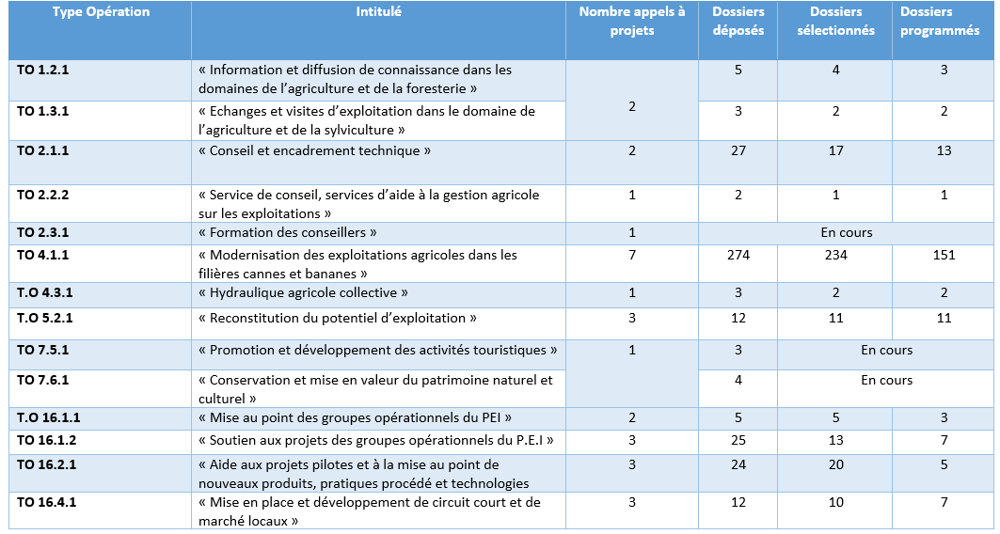 Type Opération Intitulé Nombre appels à Dossiers Dossiers Dossiers
projets déposés sélectionnés programmés
TO 1.2.1 « Information et diffusion de connaissance dans les 5 4 3
domaines de l’agriculture et de la foresterie »
2
TO 1.3.1 « Echanges et visites d’exploitation dans le domaine de 3 2 2
l’agriculture et de la sylviculture »
TO 2.1.1 « Conseil et encadrement technique » 2 27 17 13
TO 2.2.2 « Service de conseil, services d’aide à la gestion agricole 1 2 1 1
sur les exploitations »
TO 2.3.1 « Formation des conseillers » 1 En cours
TO 4.1.1 « Modernisation des exploitations agricoles dans les 7 274 234 151
filières cannes et bananes »
T.O 4.3.1 « Hydraulique agricole collective » 1 3 2 2
T.O 5.2.1 « Reconstitution du potentiel d’exploitation » 3 12 11 11
TO 7.5.1 « Promotion et développement des activités touristiques » 1 3 En cours
TO 7.6.1 « Conservation et mise en valeur du patrimoine naturel et 4 En cours
culturel »
T.O 16.1.1 « Mise au point des groupes opérationnels du PEI » 2 5 5 3
TO 16.1.2 « Soutien aux projets des groupes opérationnels du P.E.I » 3 25 13 7
TO 16.2.1 « Aide aux projets pilotes et à la mise au point de 3 24 20 5
nouveaux produits, pratiques procédé et technologies
TO 16.4.1 « Mise en place et développement de circuit court et de 3 12 10 7
marché locaux »